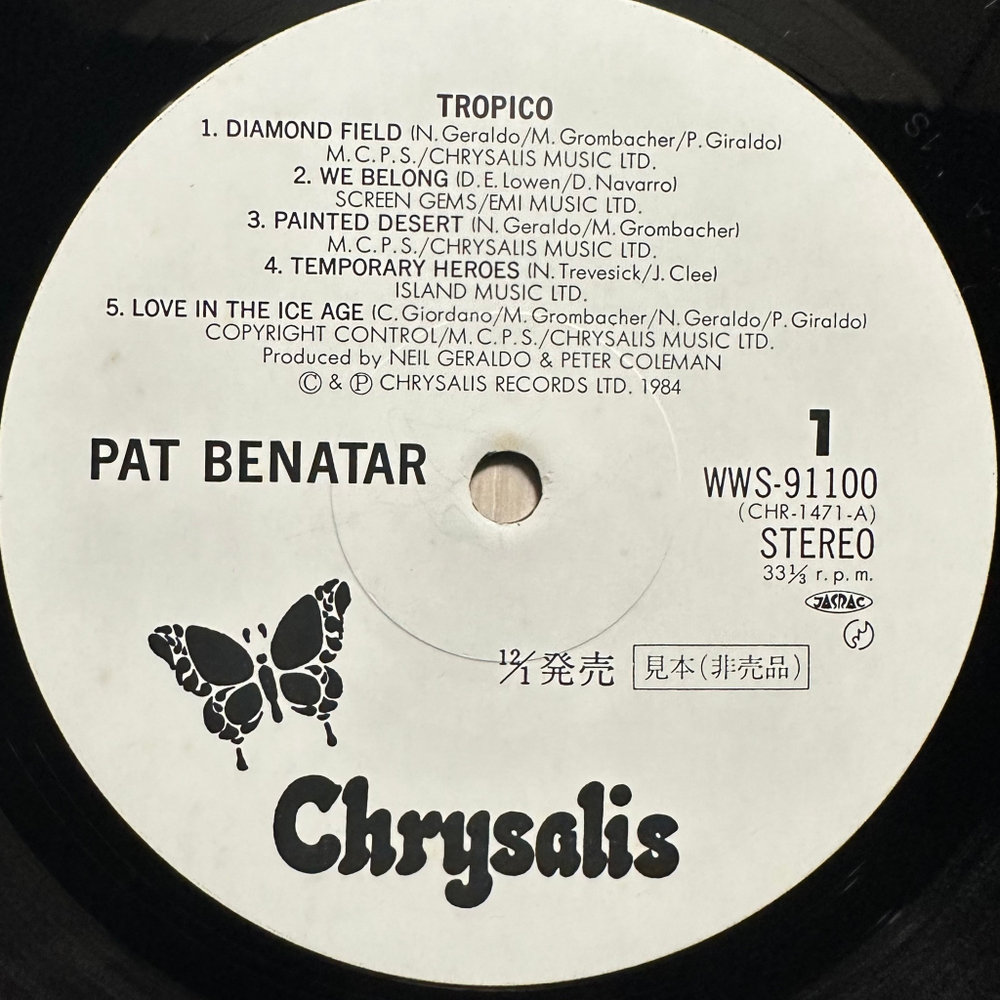 TROPICO
1. DIAMOND FIELD (N. Geraldo/M. Grombacher/P. Giraldo)
M.C.P.S./CHRYSALIS MUSIC LTD.
2. WE BELONG (D.E. Lowen/D. Navarro)
SCREEN GEMS/EMI MUSIC LTD.
3. PAINTED DESERT (N. Geraldo/M. Grombacher)
M.C.P.S./CHRYSALIS MUSIC LTD.
4. TEMPORARY HEROES (N. Trevesick/J. Clee)
ISLAND MUSIC LTD.
5. LOVE IN THE ICE AGE (C. Giordano/M. Grombacher/N. Geraldo/P. Giraldo)
COPYRIGHT CONTROL/M.C.P.S./CHRYSALIS MUSIC LTD.
Produced by NEIL GERALDO & PETER COLEMAN
Ⓒ & Ⓟ CHRYSALIS RECORDS LTD. 1984
PAT BENATAR
1
WWS-91100
(CHR-1471-A)
STEREO
33⅓ r.p.m.
JASRAC
12/1発売 見本(非売品)
Chrysalis